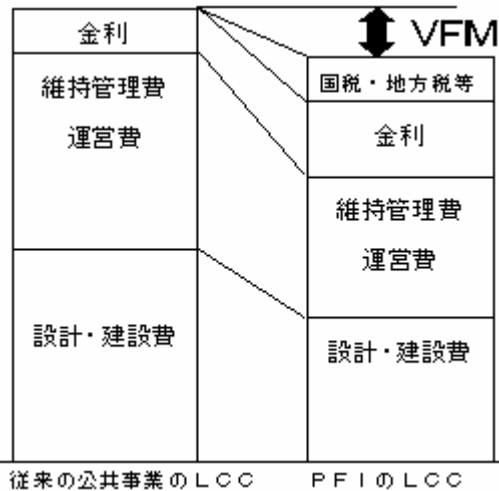 金利
維持管理費
運営費
設計・建設費
従来の公共事業のＬＣＣ
VFM
国税・地方税等
金利
維持管理費
運営費
設計・建設費
ＰＦＩのＬＣＣ